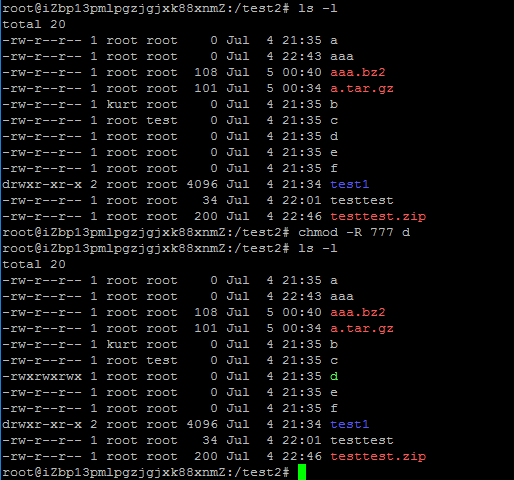 root@iZbp13pmlpgzjgjxk88xnmZ:/test2# ls -l
total 20
-rw-r--r-- 1 root root    0 Jul  4 21:35 a
-rw-r--r-- 1 root root    0 Jul  4 22:43 aaa
-rw-r--r-- 1 root root  108 Jul  5 00:40 aaa.bz2
-rw-r--r-- 1 root root  101 Jul  5 00:34 a.tar.gz
-rw-r--r-- 1 kurt root    0 Jul  4 21:35 b
-rw-r--r-- 1 root test    0 Jul  4 21:35 c
-rw-r--r-- 1 root root    0 Jul  4 21:35 d
-rw-r--r-- 1 root root    0 Jul  4 21:35 e
-rw-r--r-- 1 root root    0 Jul  4 21:35 f
drwxr-xr-x 2 root root 4096 Jul  4 21:34 test1
-rw-r--r-- 1 root root   34 Jul  4 22:01 testtest
-rw-r--r-- 1 root root  200 Jul  4 22:46 testtest.zip
root@iZbp13pmlpgzjgjxk88xnmZ:/test2# chmod -R 777 d
root@iZbp13pmlpgzjgjxk88xnmZ:/test2# ls -l
total 20
-rw-r--r-- 1 root root    0 Jul  4 21:35 a
-rw-r--r-- 1 root root    0 Jul  4 22:43 aaa
-rw-r--r-- 1 root root  108 Jul  5 00:40 aaa.bz2
-rw-r--r-- 1 root root  101 Jul  5 00:34 a.tar.gz
-rw-r--r-- 1 kurt root    0 Jul  4 21:35 b
-rw-r--r-- 1 root test    0 Jul  4 21:35 c
-rwxrwxrwx 1 root root    0 Jul  4 21:35 d
-rw-r--r-- 1 root root    0 Jul  4 21:35 e
-rw-r--r-- 1 root root    0 Jul  4 21:35 f
drwxr-xr-x 2 root root 4096 Jul  4 21:34 test1
-rw-r--r-- 1 root root   34 Jul  4 22:01 testtest
-rw-r--r-- 1 root root  200 Jul  4 22:46 testtest.zip
root@iZbp13pmlpgzjgjxk88xnmZ:/test2#